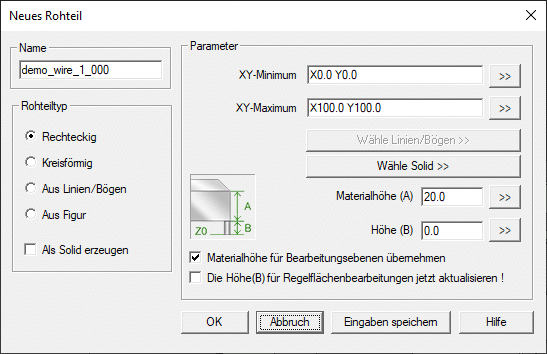 Neues Rohteil
Name
demo_wire_1_000
Rohteiltyp
Rechteckig
Kreisförmig
Aus Linien/Bögen
Aus Figur
Als Solid erzeugen
Parameter
XY-Minimum X0.0 Y0.0 >>
XY-Maximum X100.0 Y100.0 >>
Wähle Linien/Bögen >>
Wähle Solid >>
A
Z0 B
Materialhöhe (A) 20.0 >>
Höhe (B) 0.0 >>
Materialhöhe für Bearbeitungsebenen übernehmen
Die Höhe(B) für Regelflächenbearbeitungen jetzt aktualisieren !
OK Abbruch Eingaben speichern Hilfe